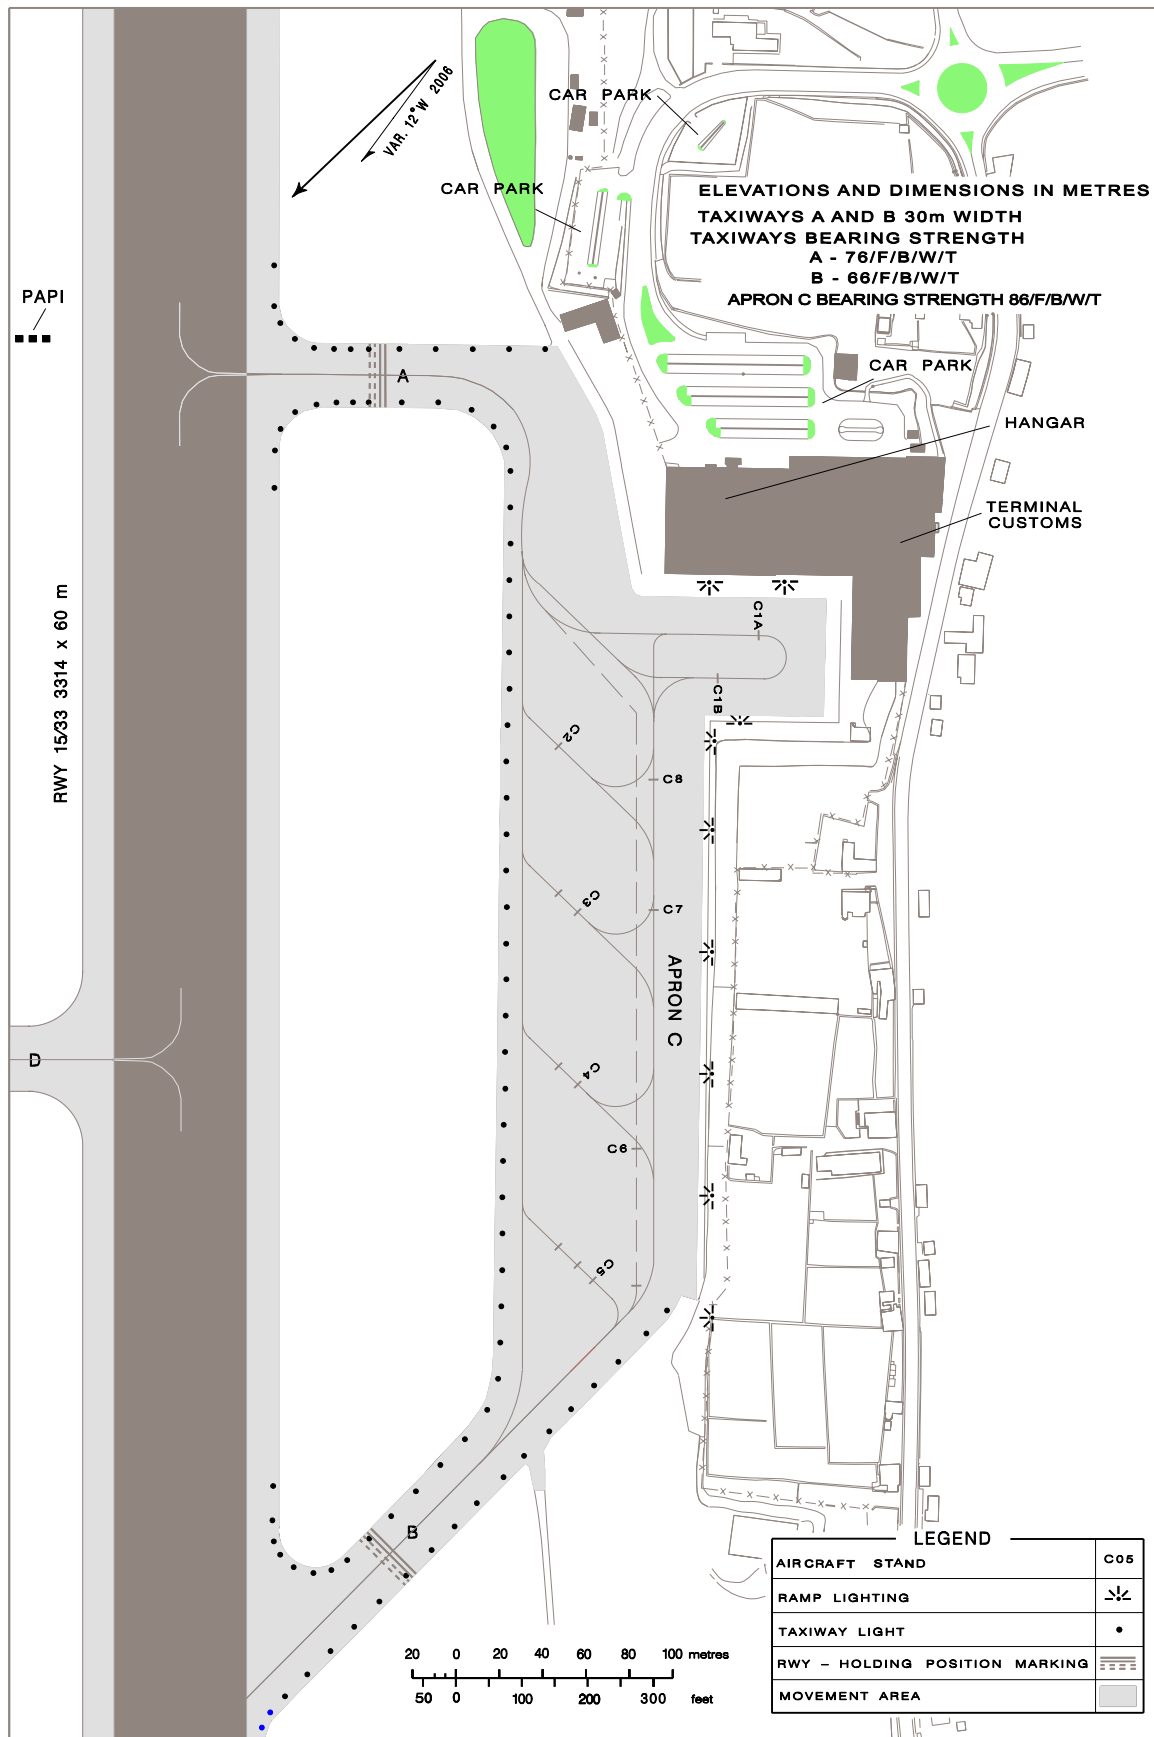 VAR. 12°W 2006
CAR PARK
CAR PARK
ELEVATIONS AND DIMENSIONS IN METRES
TAXIWAYS A AND B 30m WIDTH
TAXIWAYS BEARING STRENGTH
A - 76/F/B/W/T
B - 66/F/B/W/T
APRON C BEARING STRENGTH 86/F/B/W/T
PAPI
A
CAR PARK
HANGAR
TERMINAL
CUSTOMS
RWY 15/33 3314 x 60 m
C1A
C1B
C2
C8
C3
C7
APRON C
D
C4
C6
C5
B
LEGEND
AIRCRAFT STAND C05
RAMP LIGHTING
TAXIWAY LIGHT
RWY - HOLDING POSITION MARKING
MOVEMENT AREA
20 0 20 40 60 80 100 metres
50 0 100 200 300 feet